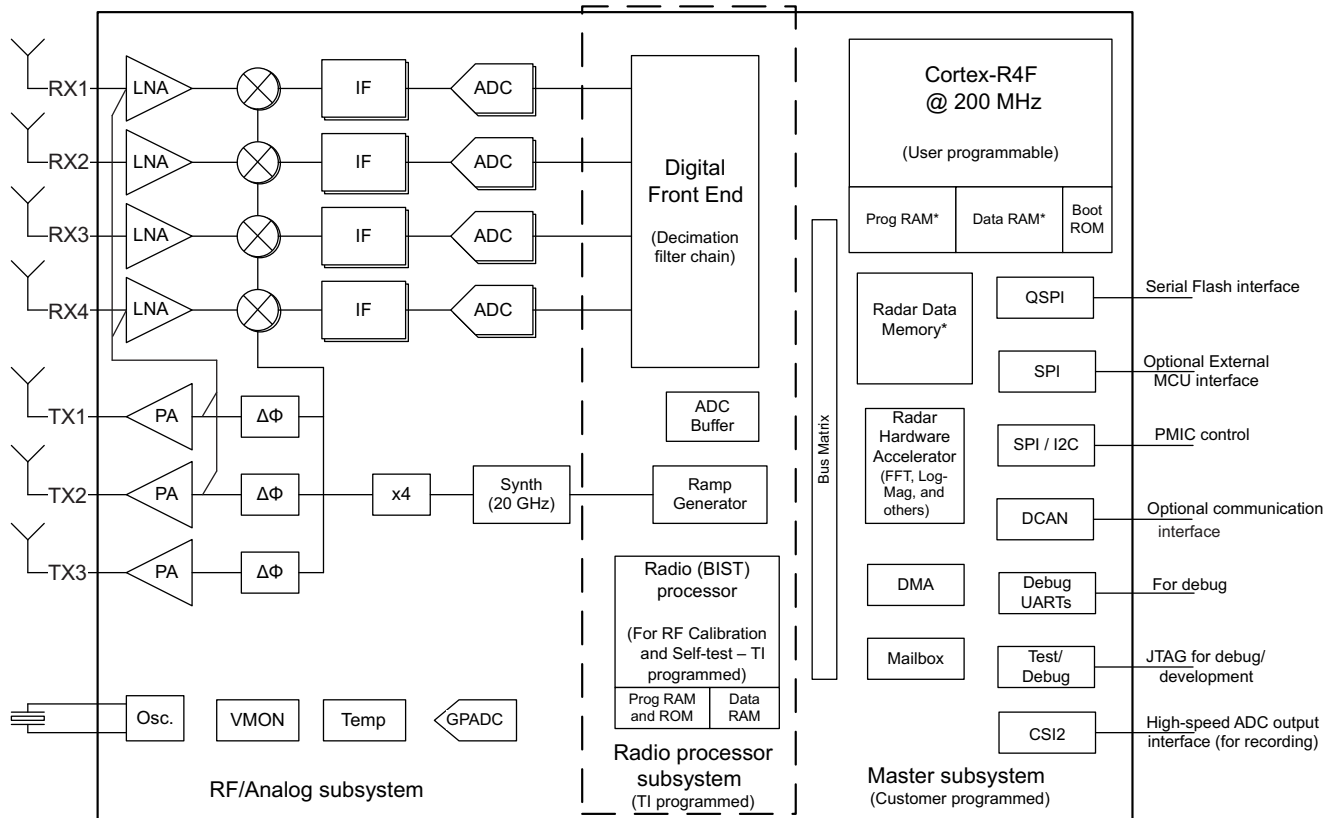 RX1
LNA
IF
ADC
RX2
LNA
IF
ADC
RX3
LNA
IF
ADC
RX4
LNA
IF
ADC
TX1
PA
ΔΦ
TX2
PA
ΔΦ
x4
Synth
(20 GHz)
TX3
PA
ΔΦ
Osc.
VMON
Temp
GPADC
RF/Analog subsystem
Digital
Front End
(Decimation
filter chain)
ADC
Buffer
Ramp
Generator
Radio (BIST)
processor
(For RF Calibration
and Self-test – TI
programmed)
Prog RAM
and ROM
Data
RAM
Radio processor
subsystem
(TI programmed)
Bus Matrix
Cortex-R4F
@ 200 MHz
(User programmable)
Prog RAM*
Data RAM*
Boot
ROM
Radar Data
Memory*
Radar
Hardware
Accelerator
(FFT, Log-
Mag, and
others)
DMA
Mailbox
QSPI
Serial Flash interface
SPI
Optional External
MCU interface
SPI / I2C
PMIC control
DCAN
Optional communication
interface
Debug
UARTs
For debug
Test/
Debug
JTAG for debug/
development
CSI2
High-speed ADC output
interface (for recording)
Master subsystem
(Customer programmed)